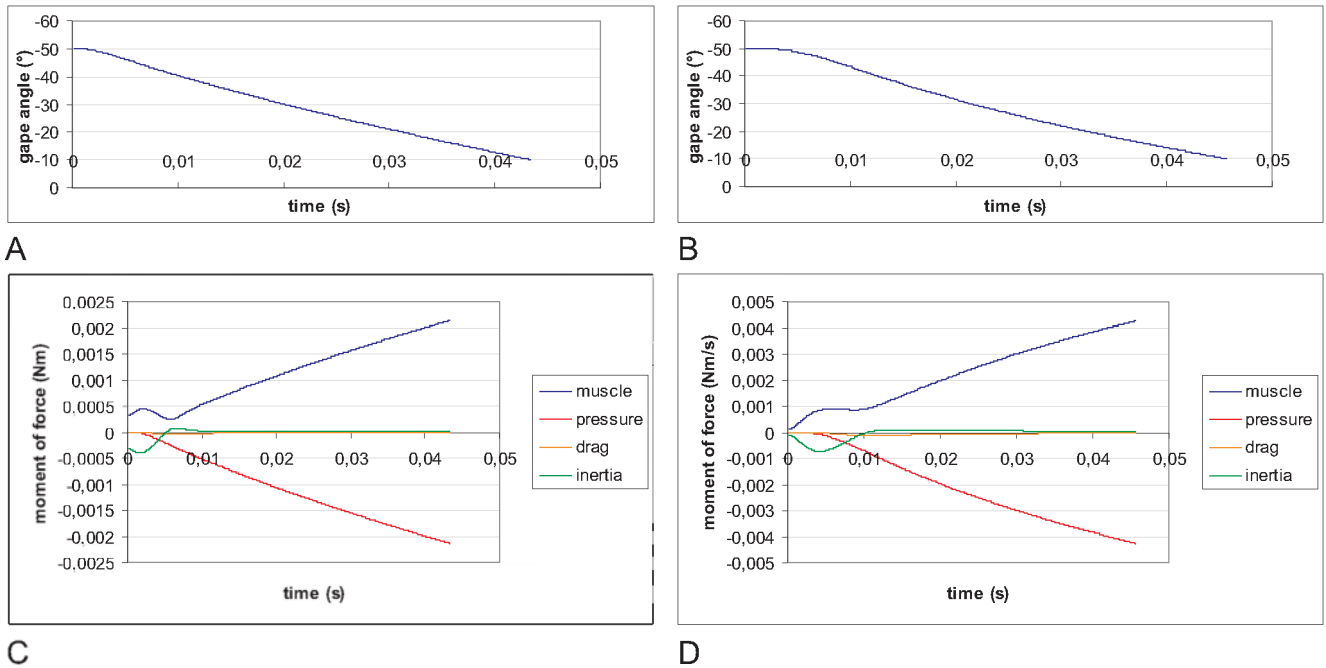 -60
-50
-40
-30
-20
-10
0
gape angle (°)
0 0,01 0,02 0,03 0,04 0,05
time (s)
A
-60
-50
-40
-30
-20
-10
0
gape angle (°)
0 0,01 0,02 0,03 0,04 0,05
time (s)
B
0,0025
0,002
0,0015
0,001
0,0005
0
-0,0005
-0,001
-0,0015
-0,002
-0,0025
moment of force (Nm)
0 0,01 0,02 0,03 0,04 0,05
time (s)
muscle
pressure
drag
inertia
C
0,005
0,004
0,003
0,002
0,001
0
-0,001
-0,002
-0,003
-0,004
-0,005
moment of force (Nm/s)
0 0,01 0,02 0,03 0,04 0,05
time (s)
muscle
pressure
drag
inertia
D